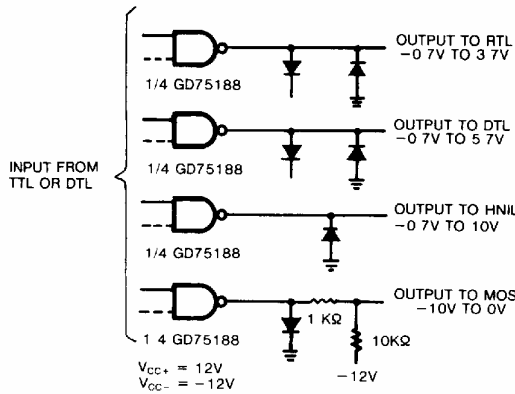 OUTPUT TO RTL
−0 7V TO 3 7V
1/4 GD75188
OUTPUT TO DTL
−0 7V TO 5 7V
1/4 GD75188
INPUT FROM
TTL OR DTL
OUTPUT TO HNIL
−0 7V TO 10V
1/4 GD75188
OUTPUT TO MOS
−10V TO 0V
1 KΩ
1 4 GD75188
10KΩ
−12V
VCC+ = 12V
VCC− = −12V